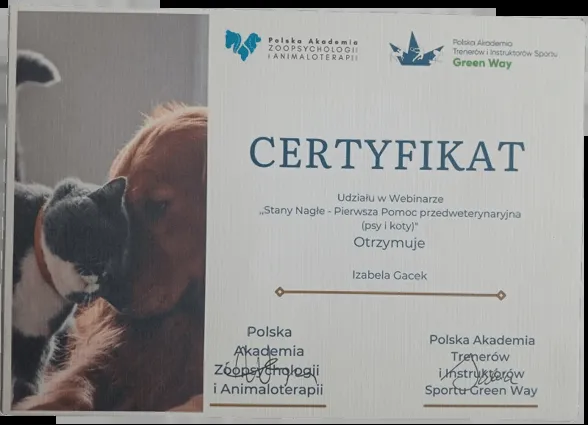 Polska Akademia
ZOOPSYCHOLOGII
I ANIMALOTERAPII
Polska Akademia
Trenerów i Instruktorów Sportu
Green Way
CERTYFIKAT
Udziału w Webinarze
,,Stany Nagłe - Pierwsza Pomoc przedweterynaryjna
(psy i koty)"
Otrzymuje
Izabela Gacek
Polska
Akademia
Zoopsychologii
i Animaloterapii
Polska Akademia
Trenerów
i Instruktorów
Sportu Green Way